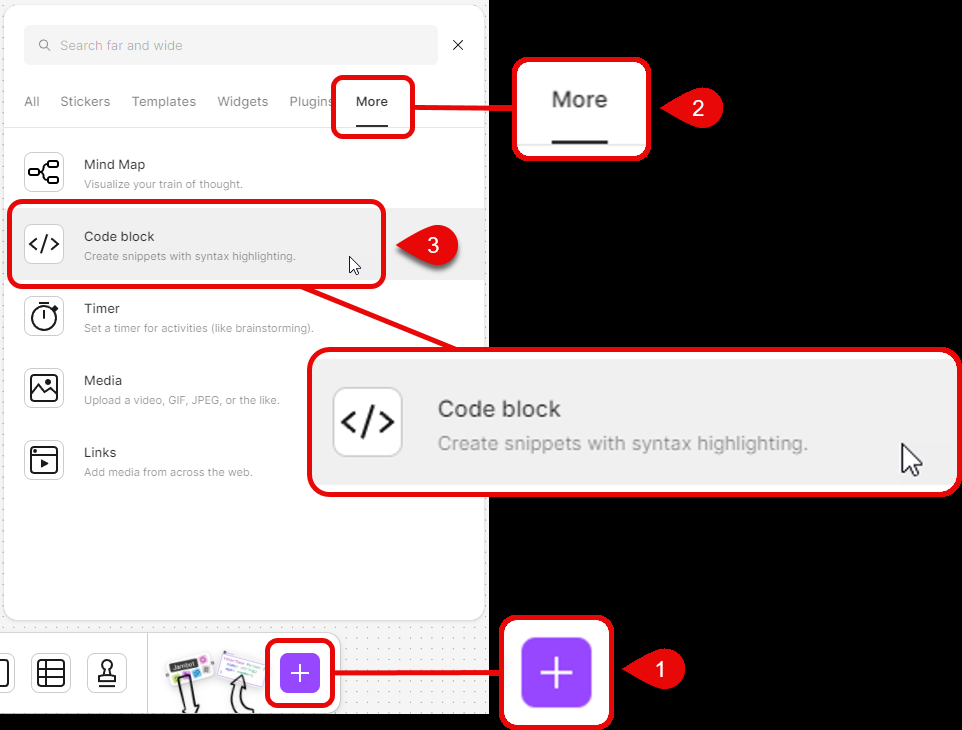 Search far and wide
All Stickers Templates Widgets Plugins More
More
2
Mind Map
Visualize your train of thought.
Code block
Create snippets with syntax highlighting.
3
Timer
Set a timer for activities (like brainstorming).
Media
Upload a video, GIF, JPEG, or the like.
Code block
Create snippets with syntax highlighting.
Links
Add media from across the web.
Jambot
1